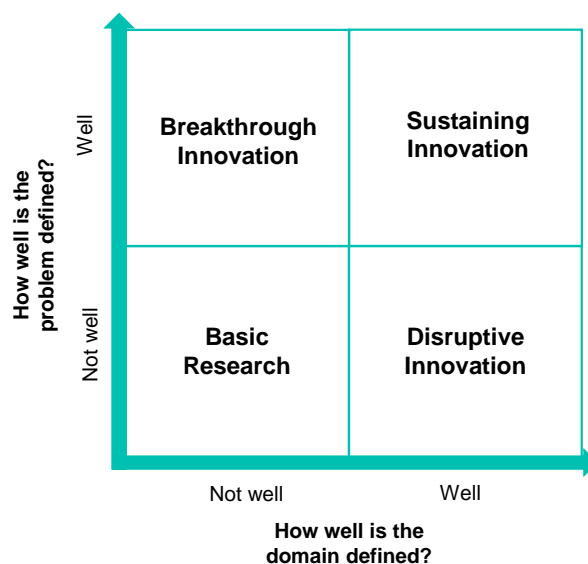 Breakthrough
Innovation
Sustaining
Innovation
Basic
Research
Disruptive
Innovation
How well is the
problem defined?
Well
Not well
Not well
Well
How well is the
domain defined?